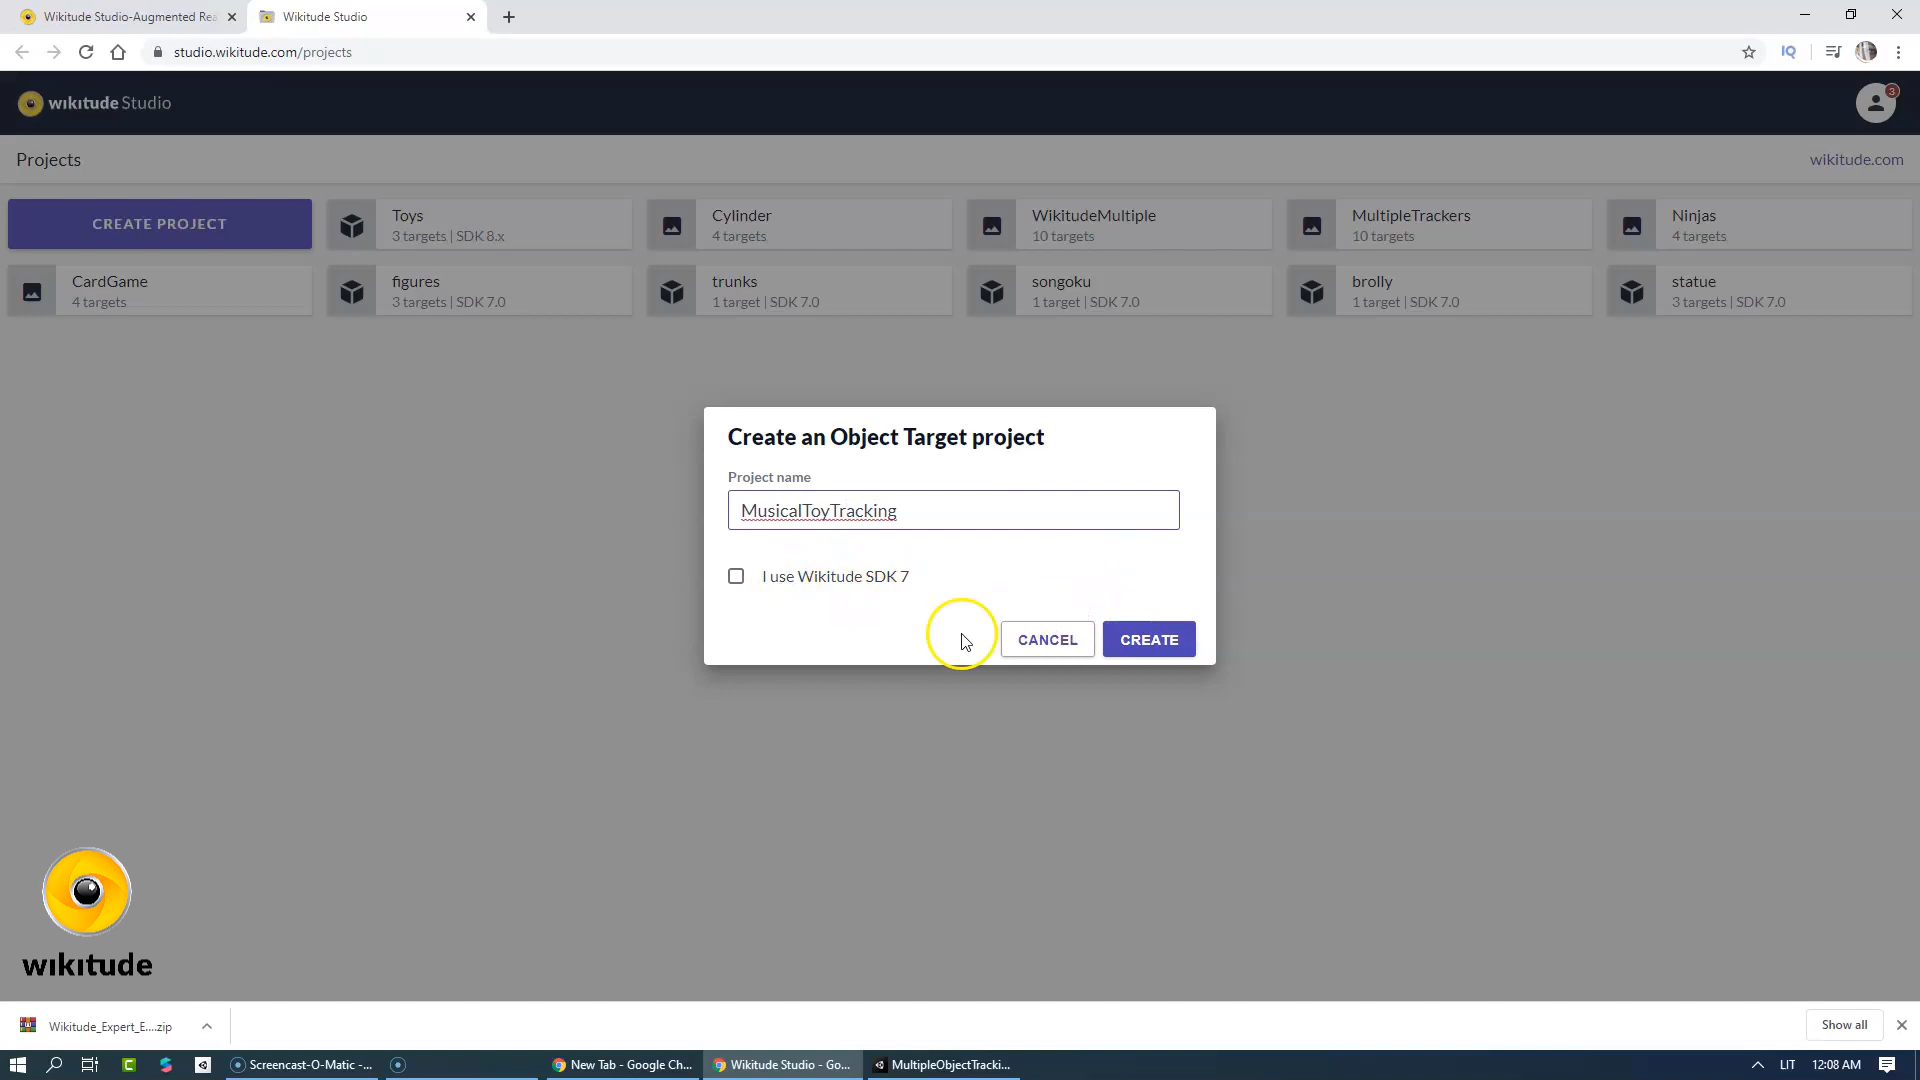 Wikitude Studio-Augmented Rea
Wikitude Studio
studio.wikitude.com/projects
IQ
wikitude Studio
3
Projects
wikitude.com
CREATE PROJECT
Toys
3 targets | SDK 8.x
Cylinder
4 targets
WikitudeMultiple
10 targets
MultipleTrackers
10 targets
Ninjas
4 targets
CardGame
4 targets
figures
3 targets | SDK 7.0
trunks
1 target | SDK 7.0
songoku
1 target | SDK 7.0
brolly
1 target | SDK 7.0
statue
3 targets | SDK 7.0
Create an Object Target project
Project name
MusicalToyTracking
I use Wikitude SDK 7
CANCEL
CREATE
wikitude
Wikitude_Expert_E....zip
Show all
Screencast-O-Matic -...
New Tab - Google Ch...
Wikitude Studio - Go...
MultipleObjectTracki...
LIT
12:08 AM